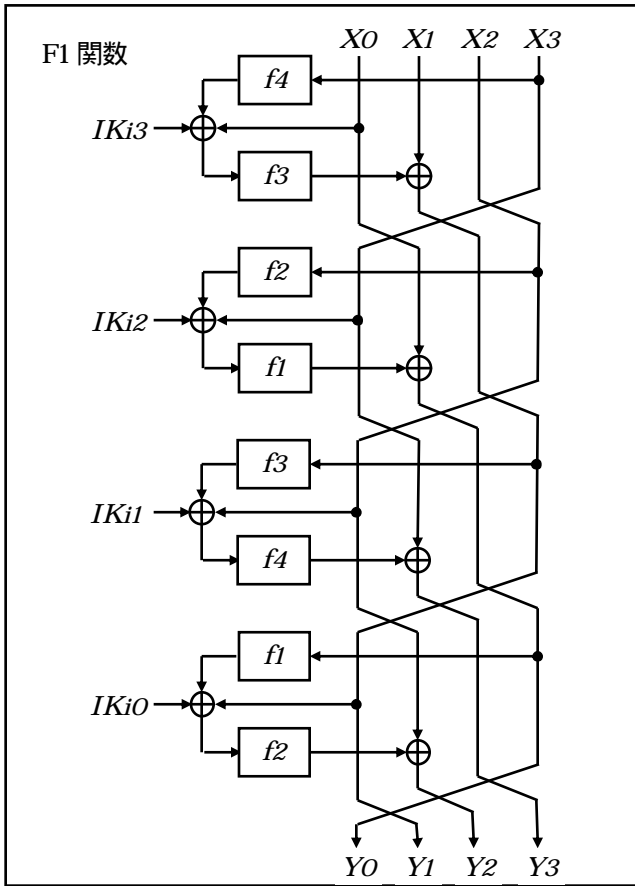 F1 関数
X0 X1 X2 X3
f4
IKi3
f3
f2
IKi2
f1
f3
IKi1
f4
f1
IKi0
f2
Y0 Y1 Y2 Y3